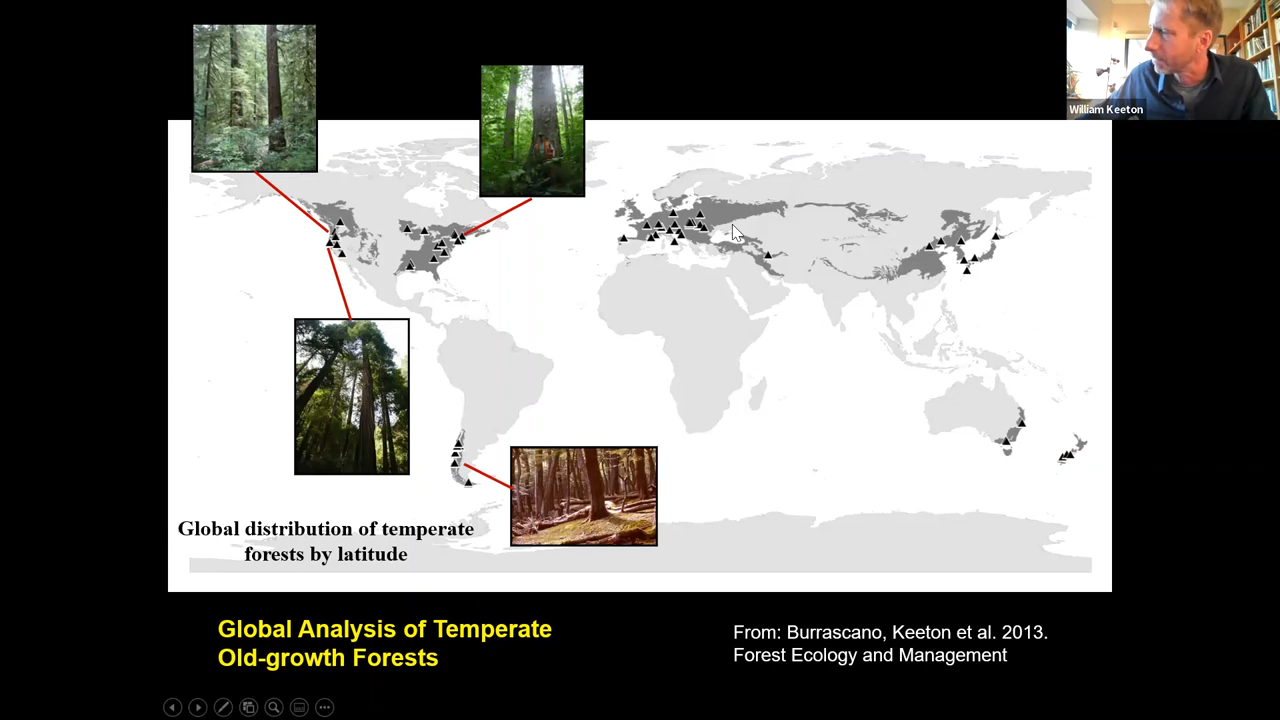 William Keeton
Global distribution of temperate
forests by latitude
Global Analysis of Temperate
Old-growth Forests
From: Burrascano, Keeton et al. 2013.
Forest Ecology and Management